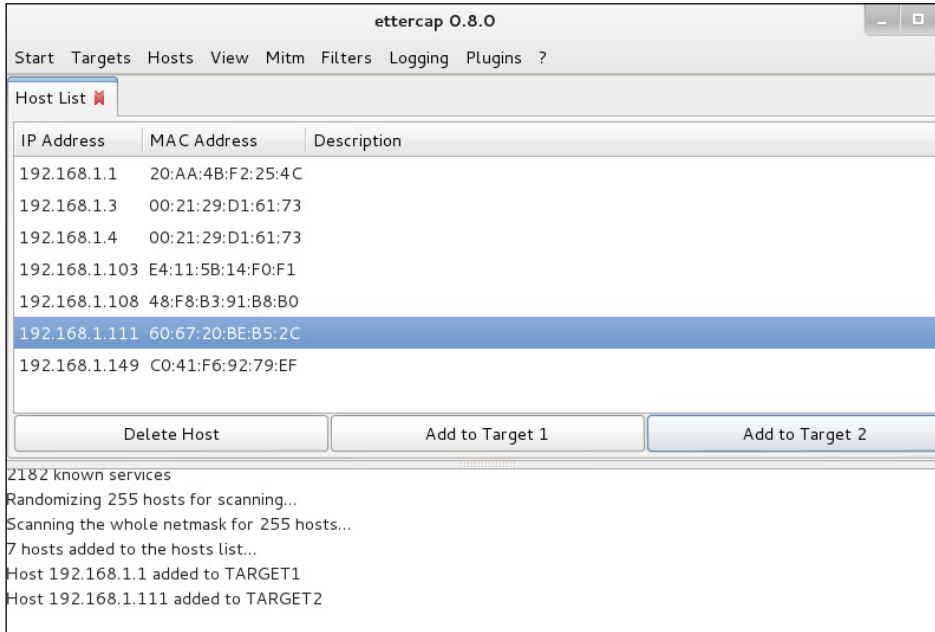 ettercap 0.8.0
Start Targets Hosts View Mitm Filters Logging Plugins ?
Host List
IP Address MAC Address Description
192.168.1.1 20:AA:4B:F2:25:4C
192.168.1.3 00:21:29:D1:61:73
192.168.1.4 00:21:29:D1:61:73
192.168.1.103 E4:11:5B:14:F0:F1
192.168.1.108 48:F8:B3:91:B8:B0
192.168.1.111 60:67:20:BE:B5:2C
192.168.1.149 C0:41:F6:92:79:EF
Delete Host Add to Target 1 Add to Target 2
2182 known services
Randomizing 255 hosts for scanning...
Scanning the whole netmask for 255 hosts...
7 hosts added to the hosts list...
Host 192.168.1.1 added to TARGET1
Host 192.168.1.111 added to TARGET2